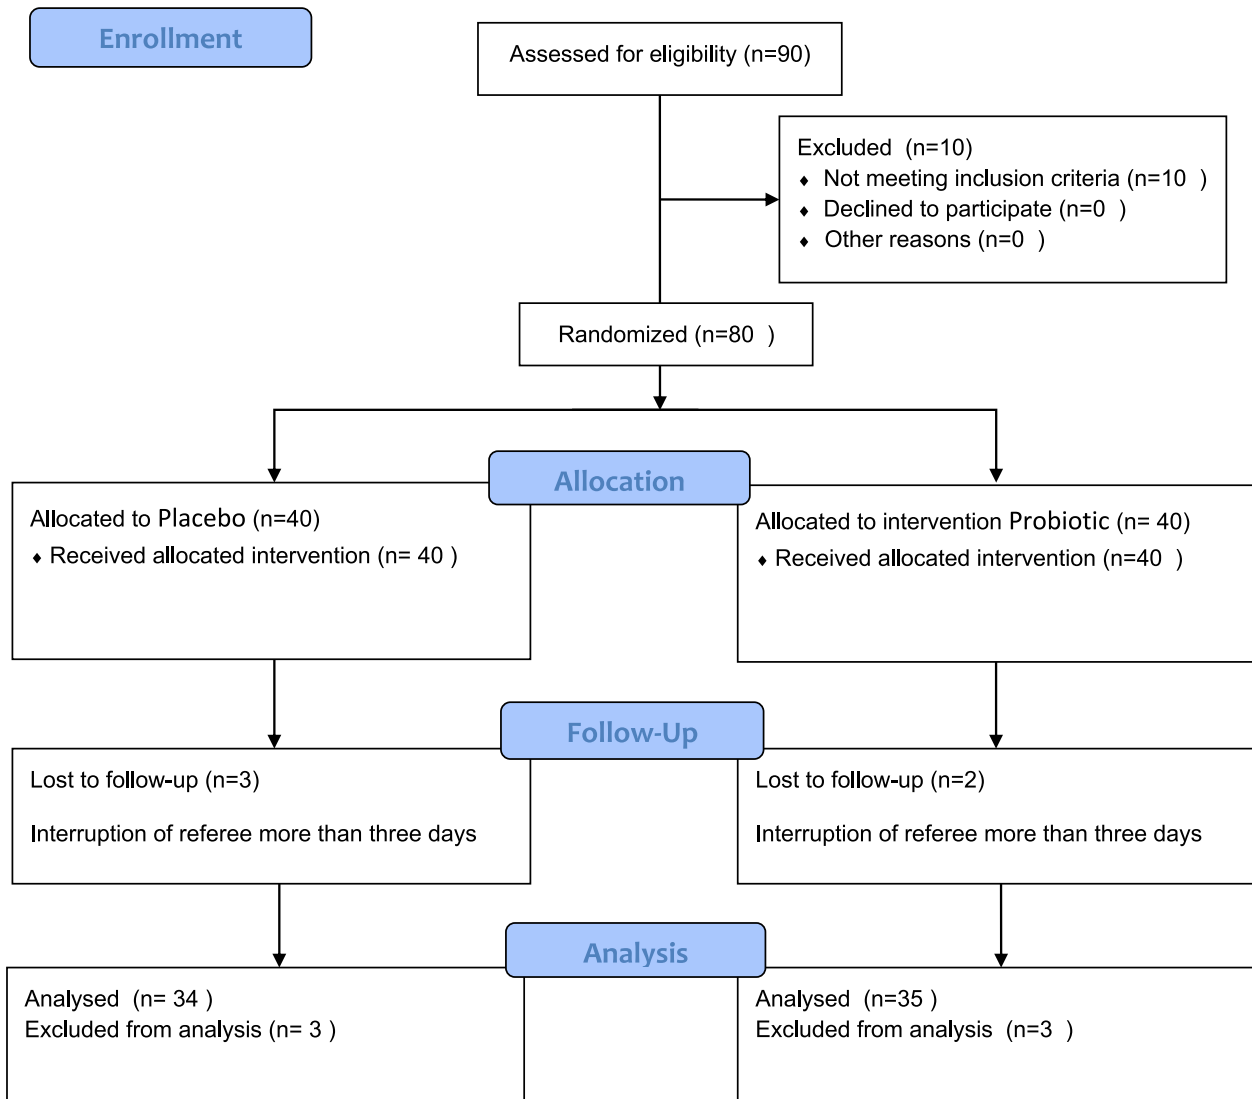 Enrollment
Assessed for eligibility (n=90)
Excluded (n=10)
♦ Not meeting inclusion criteria (n=10 )
♦ Declined to participate (n=0 )
♦ Other reasons (n=0 )
Randomized (n=80 )
Allocation
Allocated to Placebo (n=40)
♦ Received allocated intervention (n= 40 )
Allocated to intervention Probiotic (n= 40)
♦ Received allocated intervention (n=40 )
Follow-Up
Lost to follow-up (n=3)
Interruption of referee more than three days
Lost to follow-up (n=2)
Interruption of referee more than three days
Analysis
Analysed (n= 34 )
Excluded from analysis (n= 3 )
Analysed (n=35 )
Excluded from analysis (n=3 )